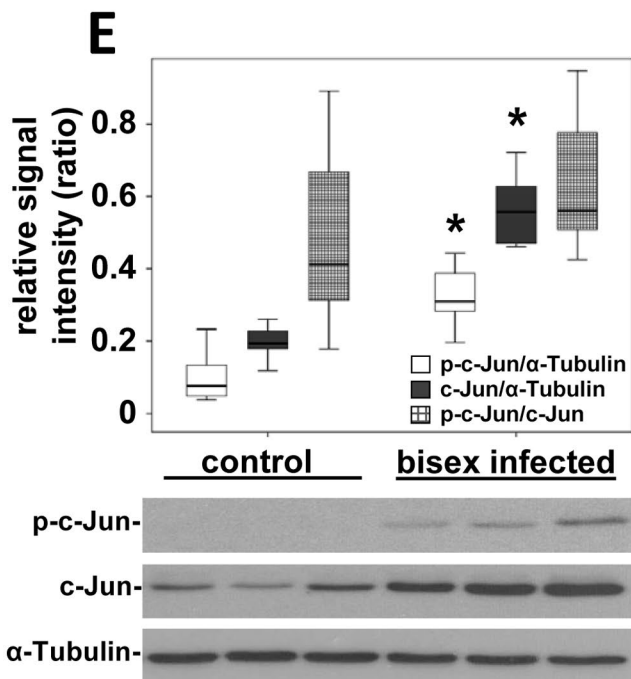 E
relative signal
intensity (ratio)
0.8
0.6
0.4
0.2
0
*
*
p-c-Jun/α-Tubulin
c-Jun/α-Tubulin
p-c-Jun/c-Jun
control
bisex infected
p-c-Jun-
c-Jun-
α-Tubulin-